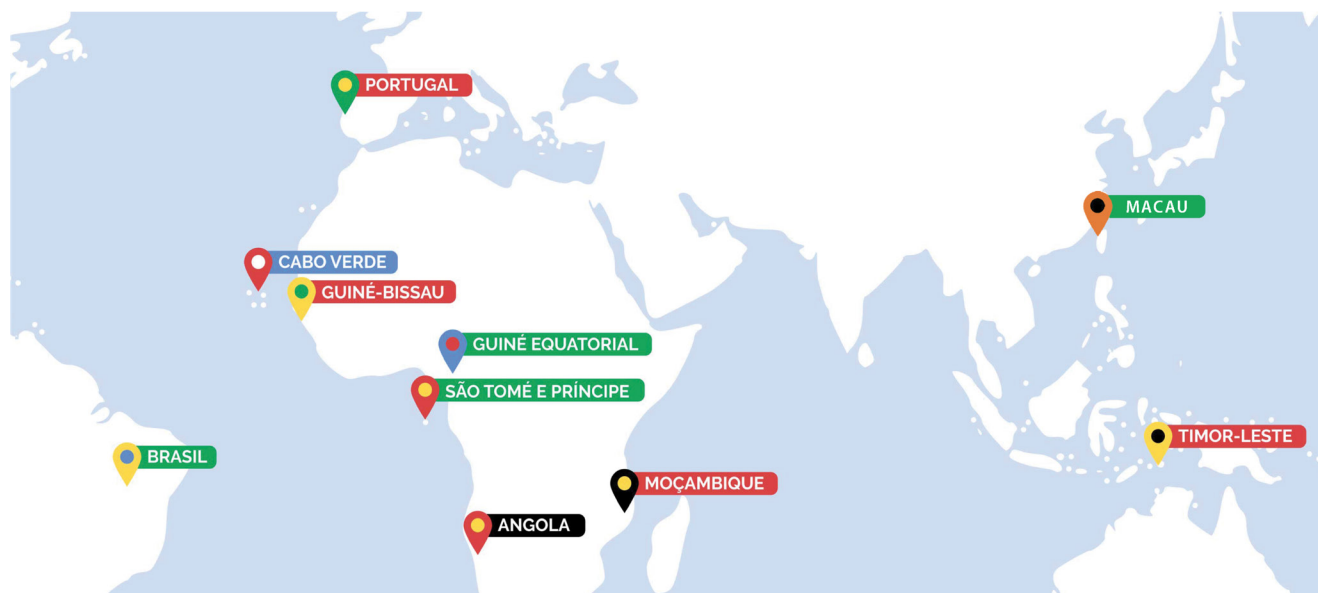 PORTUGAL
MACAU
CABO VERDE
GUINÉ-BISSAU
GUINÉ EQUATORIAL
SÃO TOMÉ E PRÍNCIPE
TIMOR-LESTE
BRASIL
MOÇAMBIQUE
ANGOLA